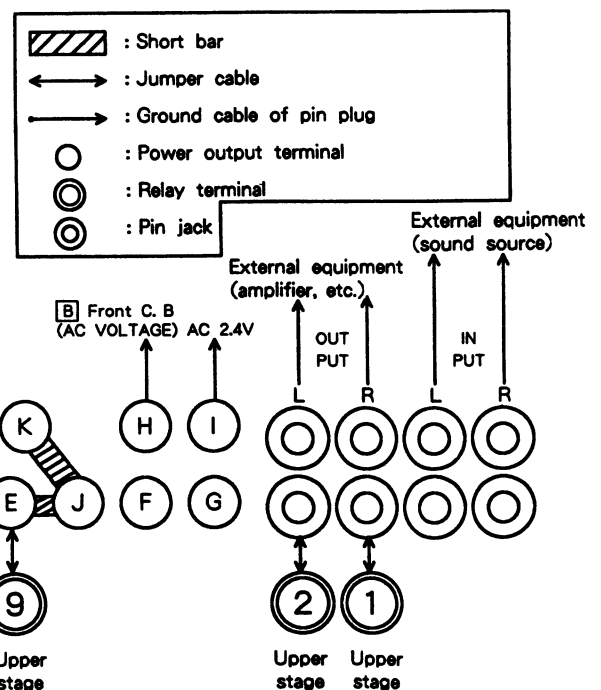 : Short bar
: Jumper cable
: Ground cable of pin plug
: Power output terminal
: Relay terminal
: Pin jack
External equipment
(sound source)
External equipment
(amplifier, etc.)
B Front C. B
(AC VOLTAGE) AC 2.4V
OUT
PUT
IN
PUT
L R L R
K H I
E J F G
9 2 1
Upper Upper Upper
stage stage stage